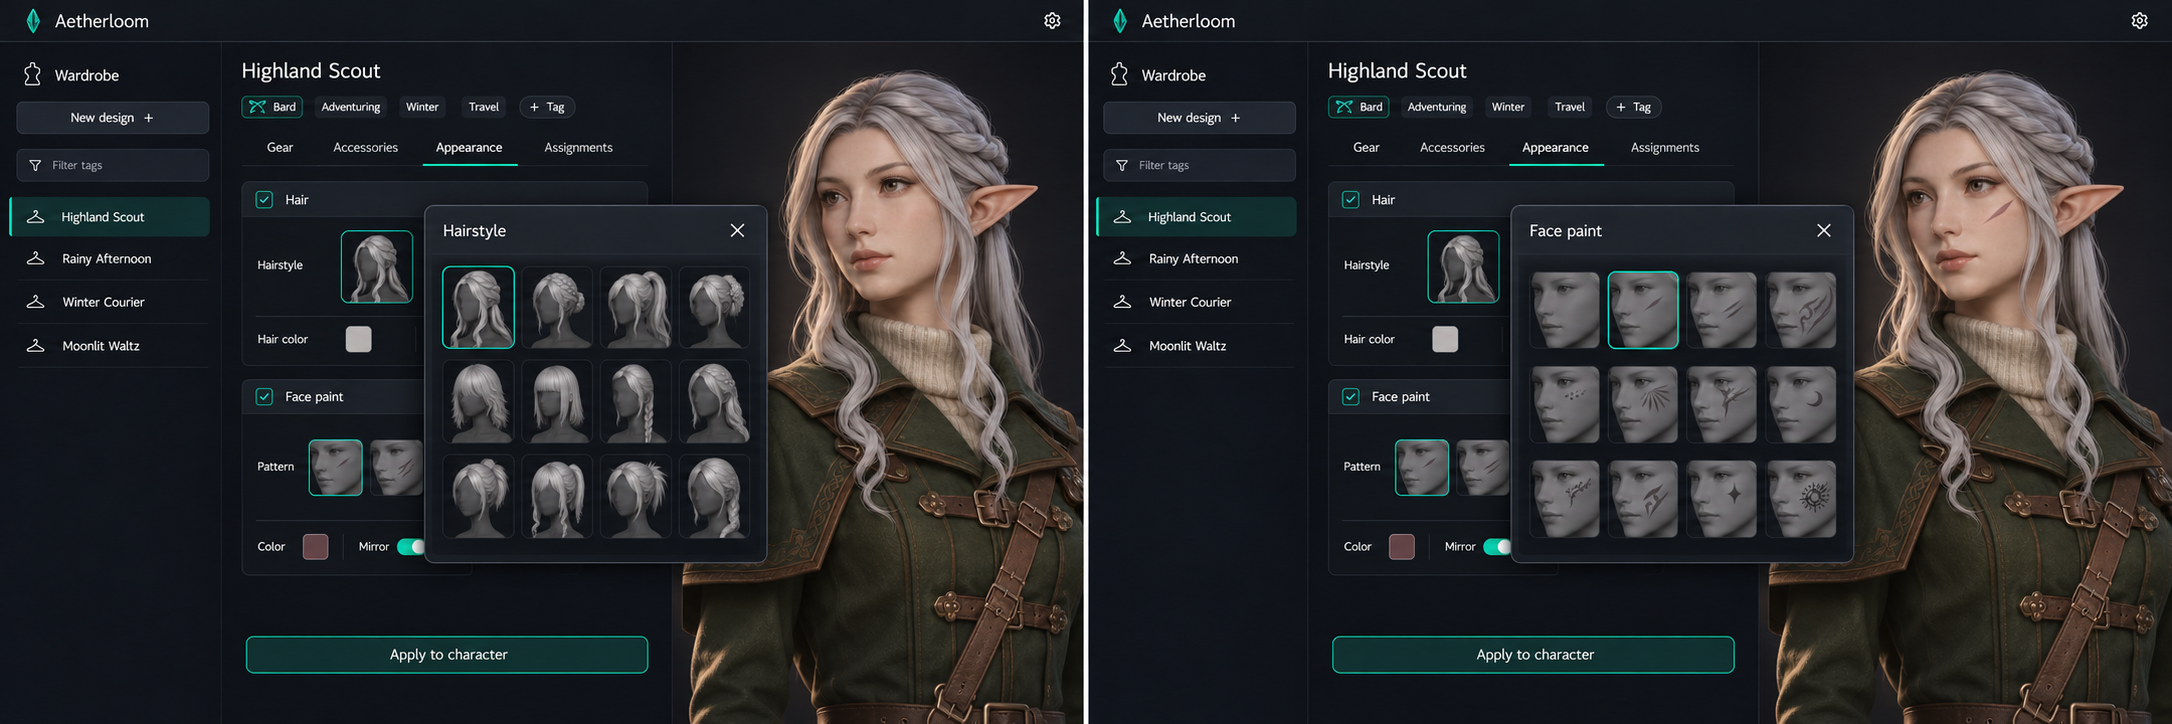 Aetherloom
Wardrobe
New design +
Filter tags
Highland Scout
Rainy Afternoon
Winter Courier
Moonlit Waltz
Highland Scout
Bard Adventuring Winter Travel + Tag
Gear Accessories Appearance Assignments
Hair
Hairstyle
Hair color
Face paint
Pattern
Color Mirror
Hairstyle
Apply to character
Aetherloom
Wardrobe
New design +
Filter tags
Highland Scout
Rainy Afternoon
Winter Courier
Moonlit Waltz
Highland Scout
Bard Adventuring Winter Travel + Tag
Gear Accessories Appearance Assignments
Hair
Hairstyle
Hair color
Face paint
Pattern
Color Mirror
Face paint
Apply to character